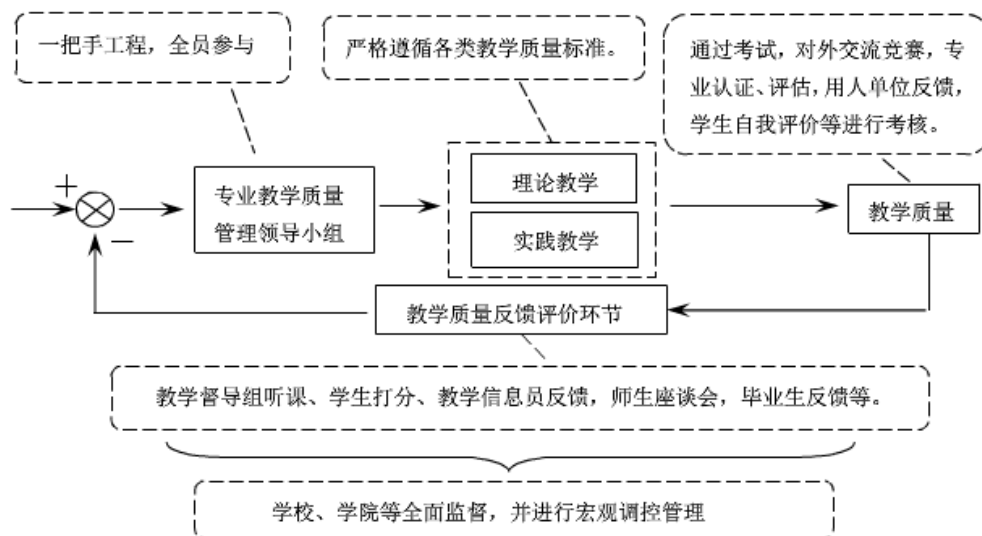 一把手工程，全员参与
严格遵循各类教学质量标准。
通过考试，对外交流竞赛，专
业认证、评估，用人单位反馈，
学生自我评价等进行考核。
+
专业教学质量
管理领导小组
理论教学
实践教学
教学质量
−
教学质量反馈评价环节
教学督导组听课、学生打分、教学信息员反馈，师生座谈会，毕业生反馈等。
学校、学院等全面监督，并进行宏观调控管理